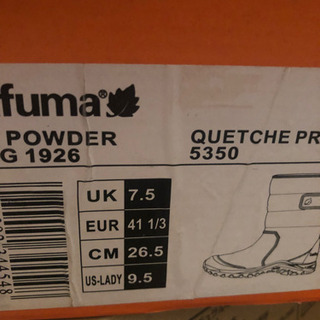 fuma®
POWDER
G 1926
QUETCHE PR
5350
UK 7.5
EUR 41 1/3
CM 26.5
US-LADY 9.5